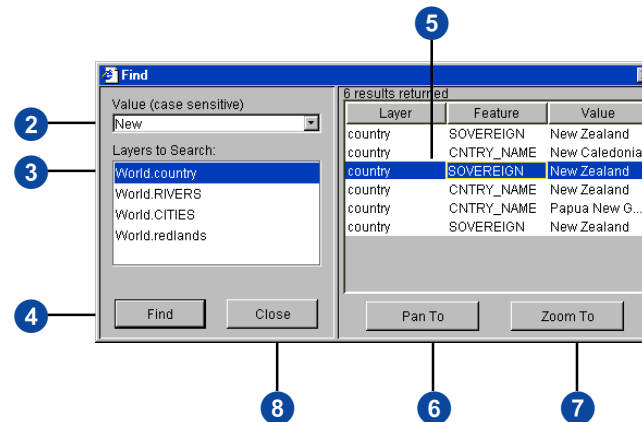 5
Find
2
Value (case sensitive)
New
3
Layers to Search:
World.country
World.RIVERS
World.CITIES
World.redlands
4
Find Close
6 results returned
Layer Feature Value
country SOVEREIGN New Zealand
country CNTRY_NAME New Caledonia
country SOVEREIGN New Zealand
country CNTRY_NAME New Zealand
country CNTRY_NAME Papua New G...
country SOVEREIGN New Zealand
Pan To Zoom To
8 6 7